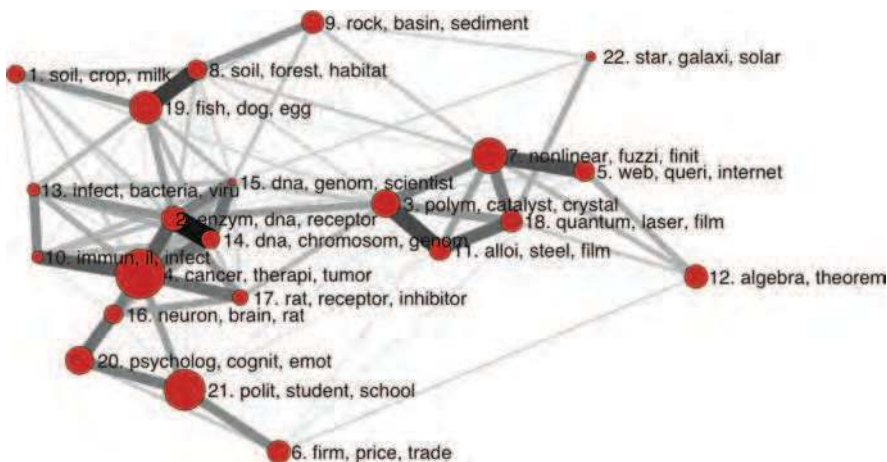 9. rock, basin, sediment
22. star, galaxi, solar
1. soil, crop, milk
8. soil, forest, habitat
19. fish, dog, egg
7. nonlinear, fuzzi, finit
5. web, queri, internet
13. infect, bacteria, viru
15. dna, genom, scientist
3. polym, catalyst, crystal
2. enzym, dna, receptor
18. quantum, laser, film
14. dna, chromosom, genom
11. alloi, steel, film
10. immun, il, infect
4. cancer, therapi, tumor
12. algebra, theorem
17. rat, receptor, inhibitor
16. neuron, brain, rat
20. psycholog, cognit, emot
21. polit, student, school
6. firm, price, trade